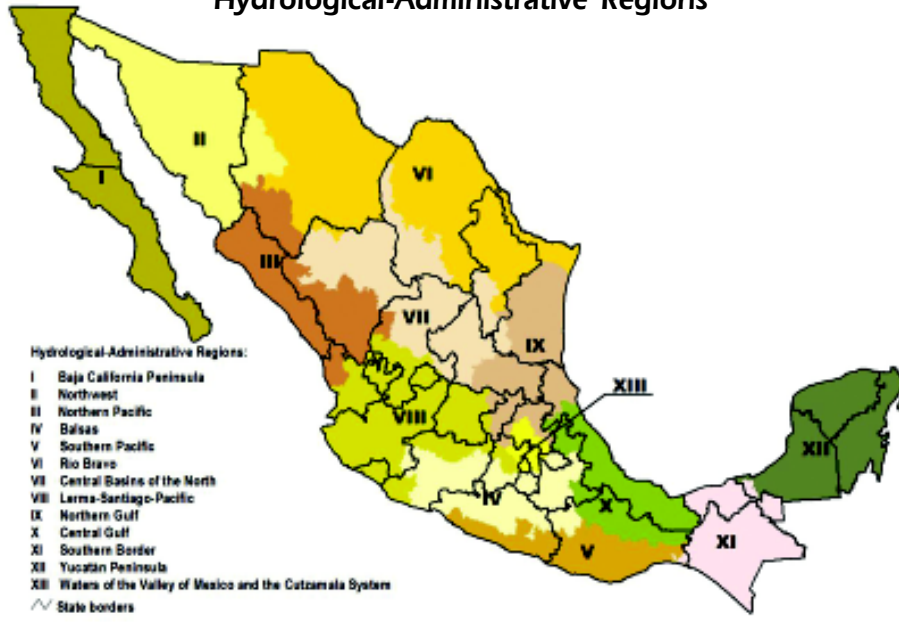 Hydrological-Administrative Regions
II
I
VI
III
VII
IX
XIII
VIII
XII
IV
X
V
XI
Hydrological-Administrative Regions:
I Baja California Peninsula
II Northwest
III Northern Pacific
IV Balsas
V Southern Pacific
VI Rio Bravo
VII Central Basins of the North
VIII Lerma-Santiago-Pacific
IX Northern Gulf
X Central Gulf
XI Southern Border
XII Yucatán Peninsula
XIII Waters of the Valley of Mexico and the Cutzamala System
State borders